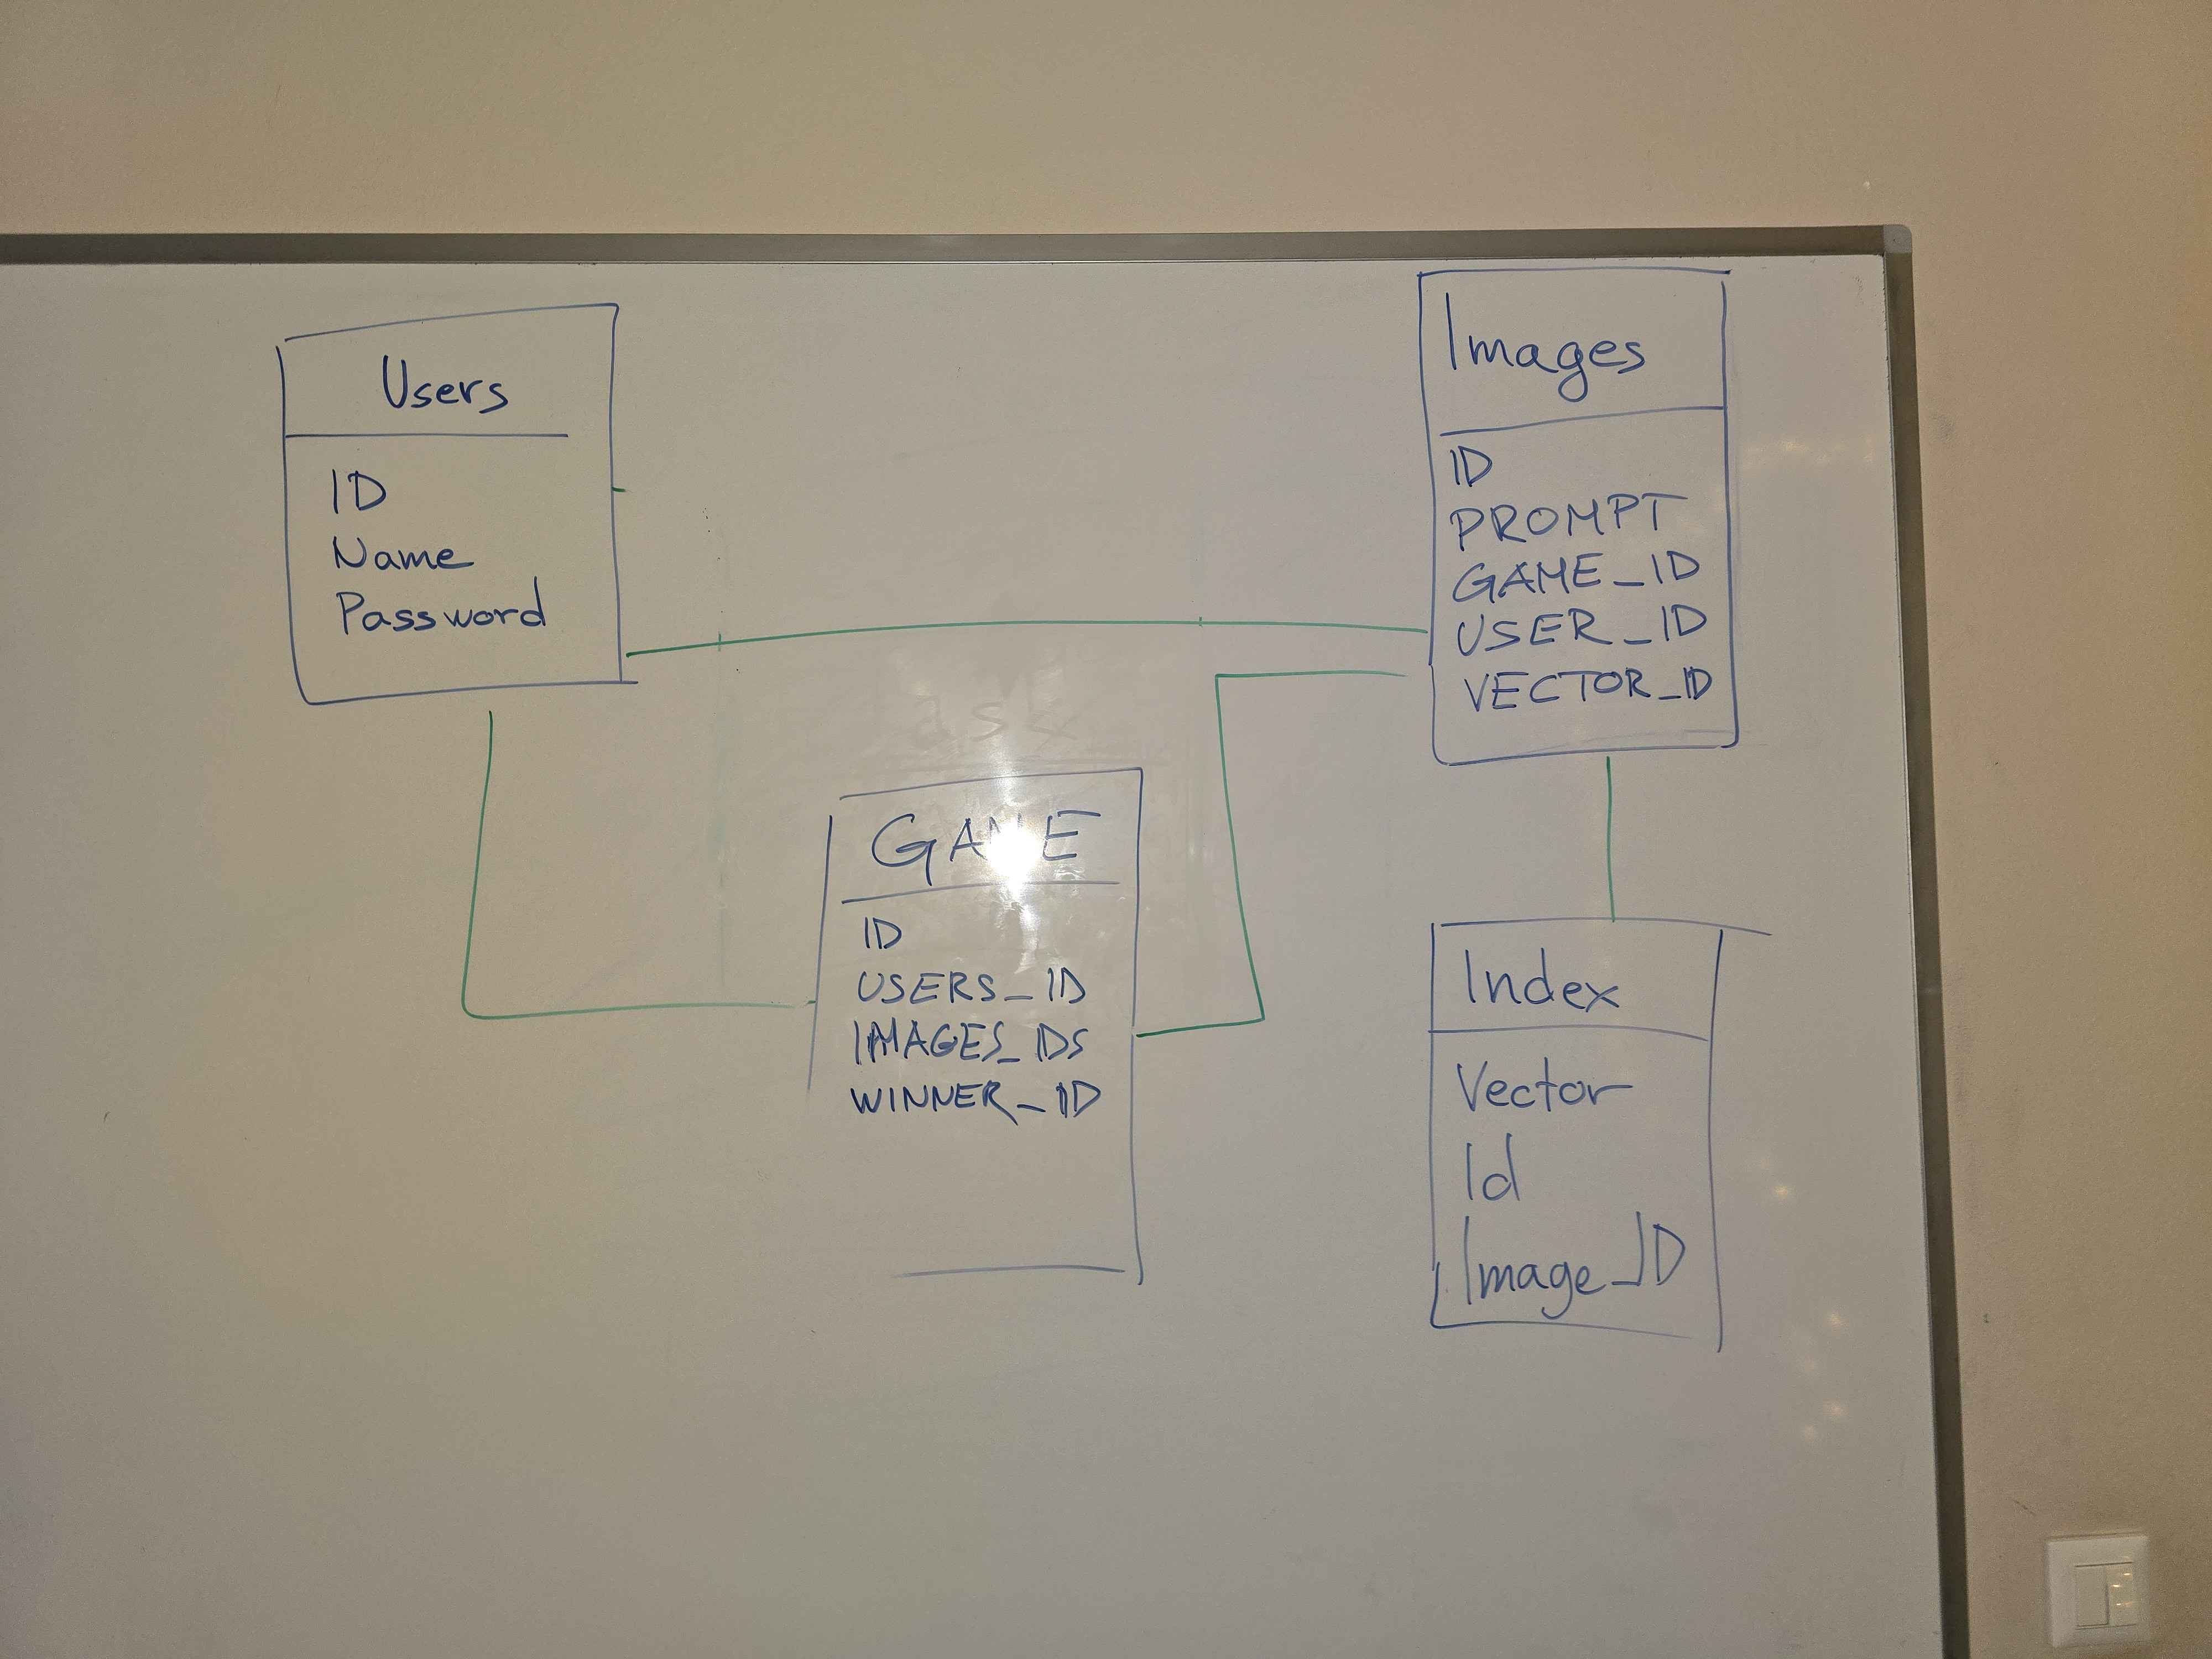 Users
ID
Name
Password
Images
ID
PROMPT
GAME_ID
USER_ID
VECTOR_ID
GAME
ID
USERS_ID
IMAGES_IDS
WINNER_ID
Index
Vector
Id
Image_ID